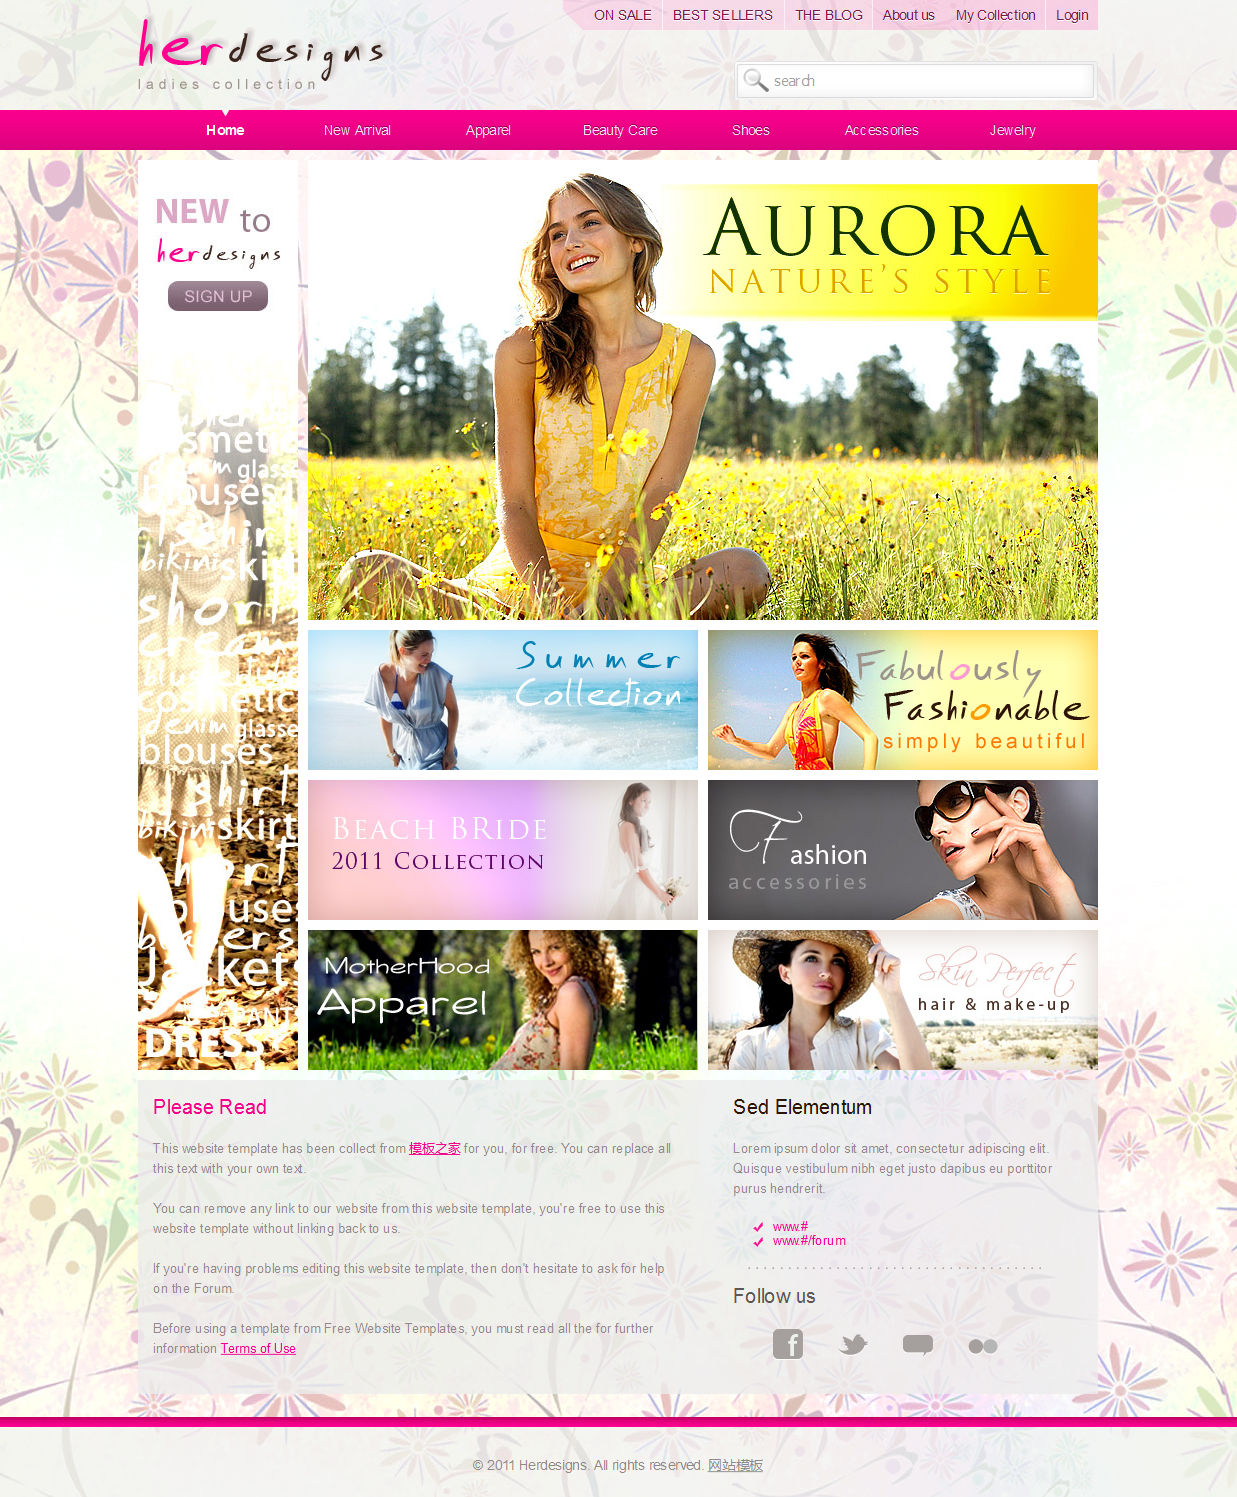 ON SALE
BEST SELLERS
THE BLOG
About us
My Collection
Login
herdesigns
ladies collection
search
Home
New Arrival
Apparel
Beauty Care
Shoes
Accessories
Jewelry
NEW to
herdesigns
SIGN UP
AURORA
NATURE'S STYLE
denim glasse
blouses
bikini skirt
short
cream
cosmetic
denim glasse
blouses
shirt
bikini skirt
short
blouses
blazers
Jackets
PANT
DRESS
Summer
Collection
Fabulously
Fashionable
simply beautiful
BEACH BRIDE
2011 COLLECTION
Fashion
accessories
MotherHood
Apparel
Skin Perfect
hair & make-up
Please Read
This website template has been collect from 模板之家 for you, for free. You can replace all
this text with your own text.
You can remove any link to our website from this website template, you're free to use this
website template without linking back to us.
If you're having problems editing this website template, then don't hesitate to ask for help
on the Forum.
Before using a template from Free Website Templates, you must read all the for further
information Terms of Use
Sed Elementum
Lorem ipsum dolor sit amet, consectetur adipiscing elit.
Quisque vestibulum nibh eget justo dapibus eu porttitor
purus hendrerit.
www.#
www.#/forum
Follow us
© 2011 Herdesigns. All rights reserved. 网站模板